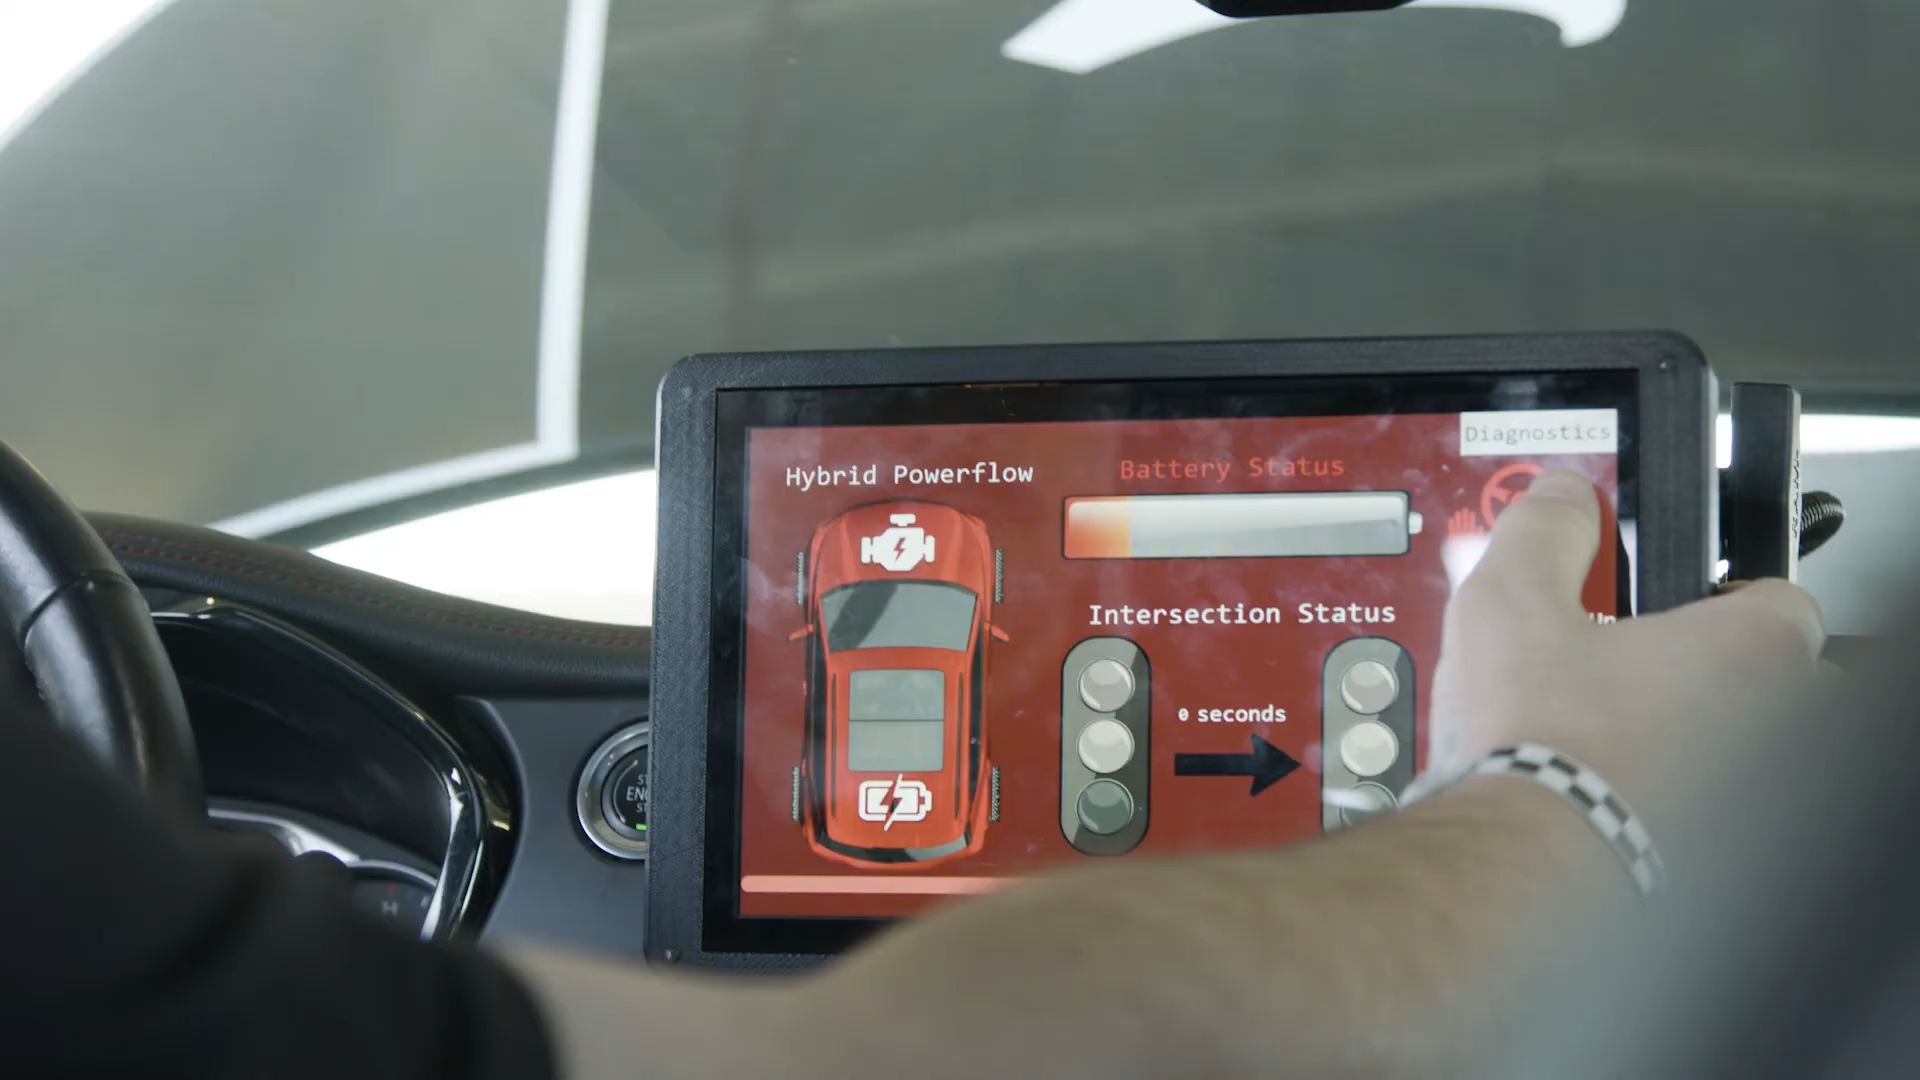 Diagnostics
Hybrid Powerflow
Battery Status
Intersection Status
0 seconds